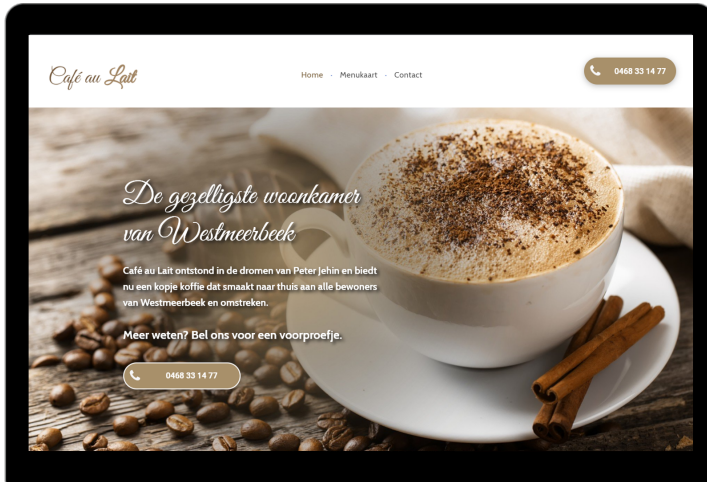 Café au Lait
Home · Menukaart · Contact
0468 33 14 77
De gezelligste woonkamer
van Westmeerbeek
Café au Lait ontstond in de dromen van Peter Jehin en biedt
nu een kopje koffie dat smaakt naar thuis aan alle bewoners
van Westmeerbeek en omstreken.
Meer weten? Bel ons voor een voorproefje.
0468 33 14 77